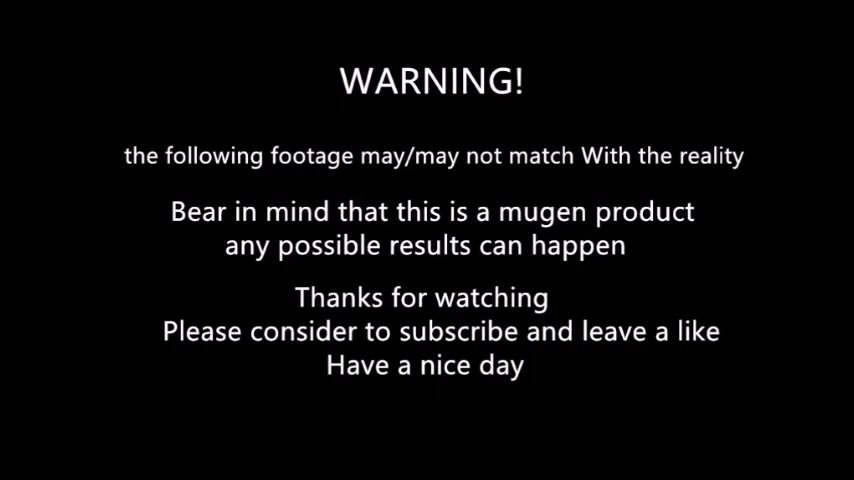 WARNING!
the following footage may/may not match With the reality
Bear in mind that this is a mugen product
any possible results can happen
Thanks for watching
Please consider to subscribe and leave a like
Have a nice day